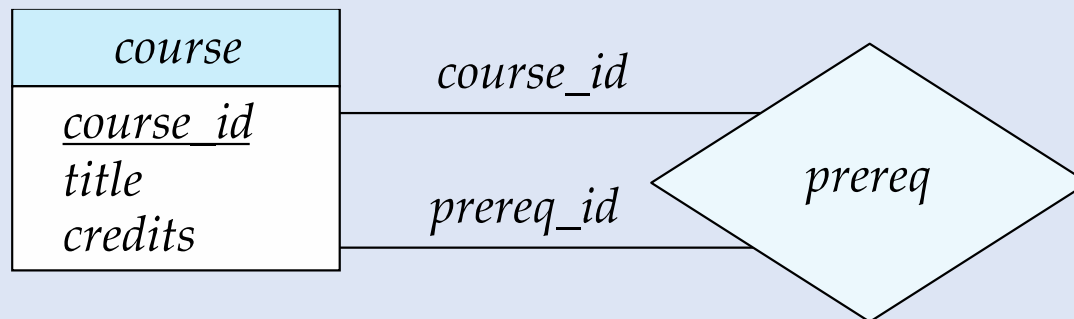 course
course_id
title
credits
course_id
prereq_id
prereq